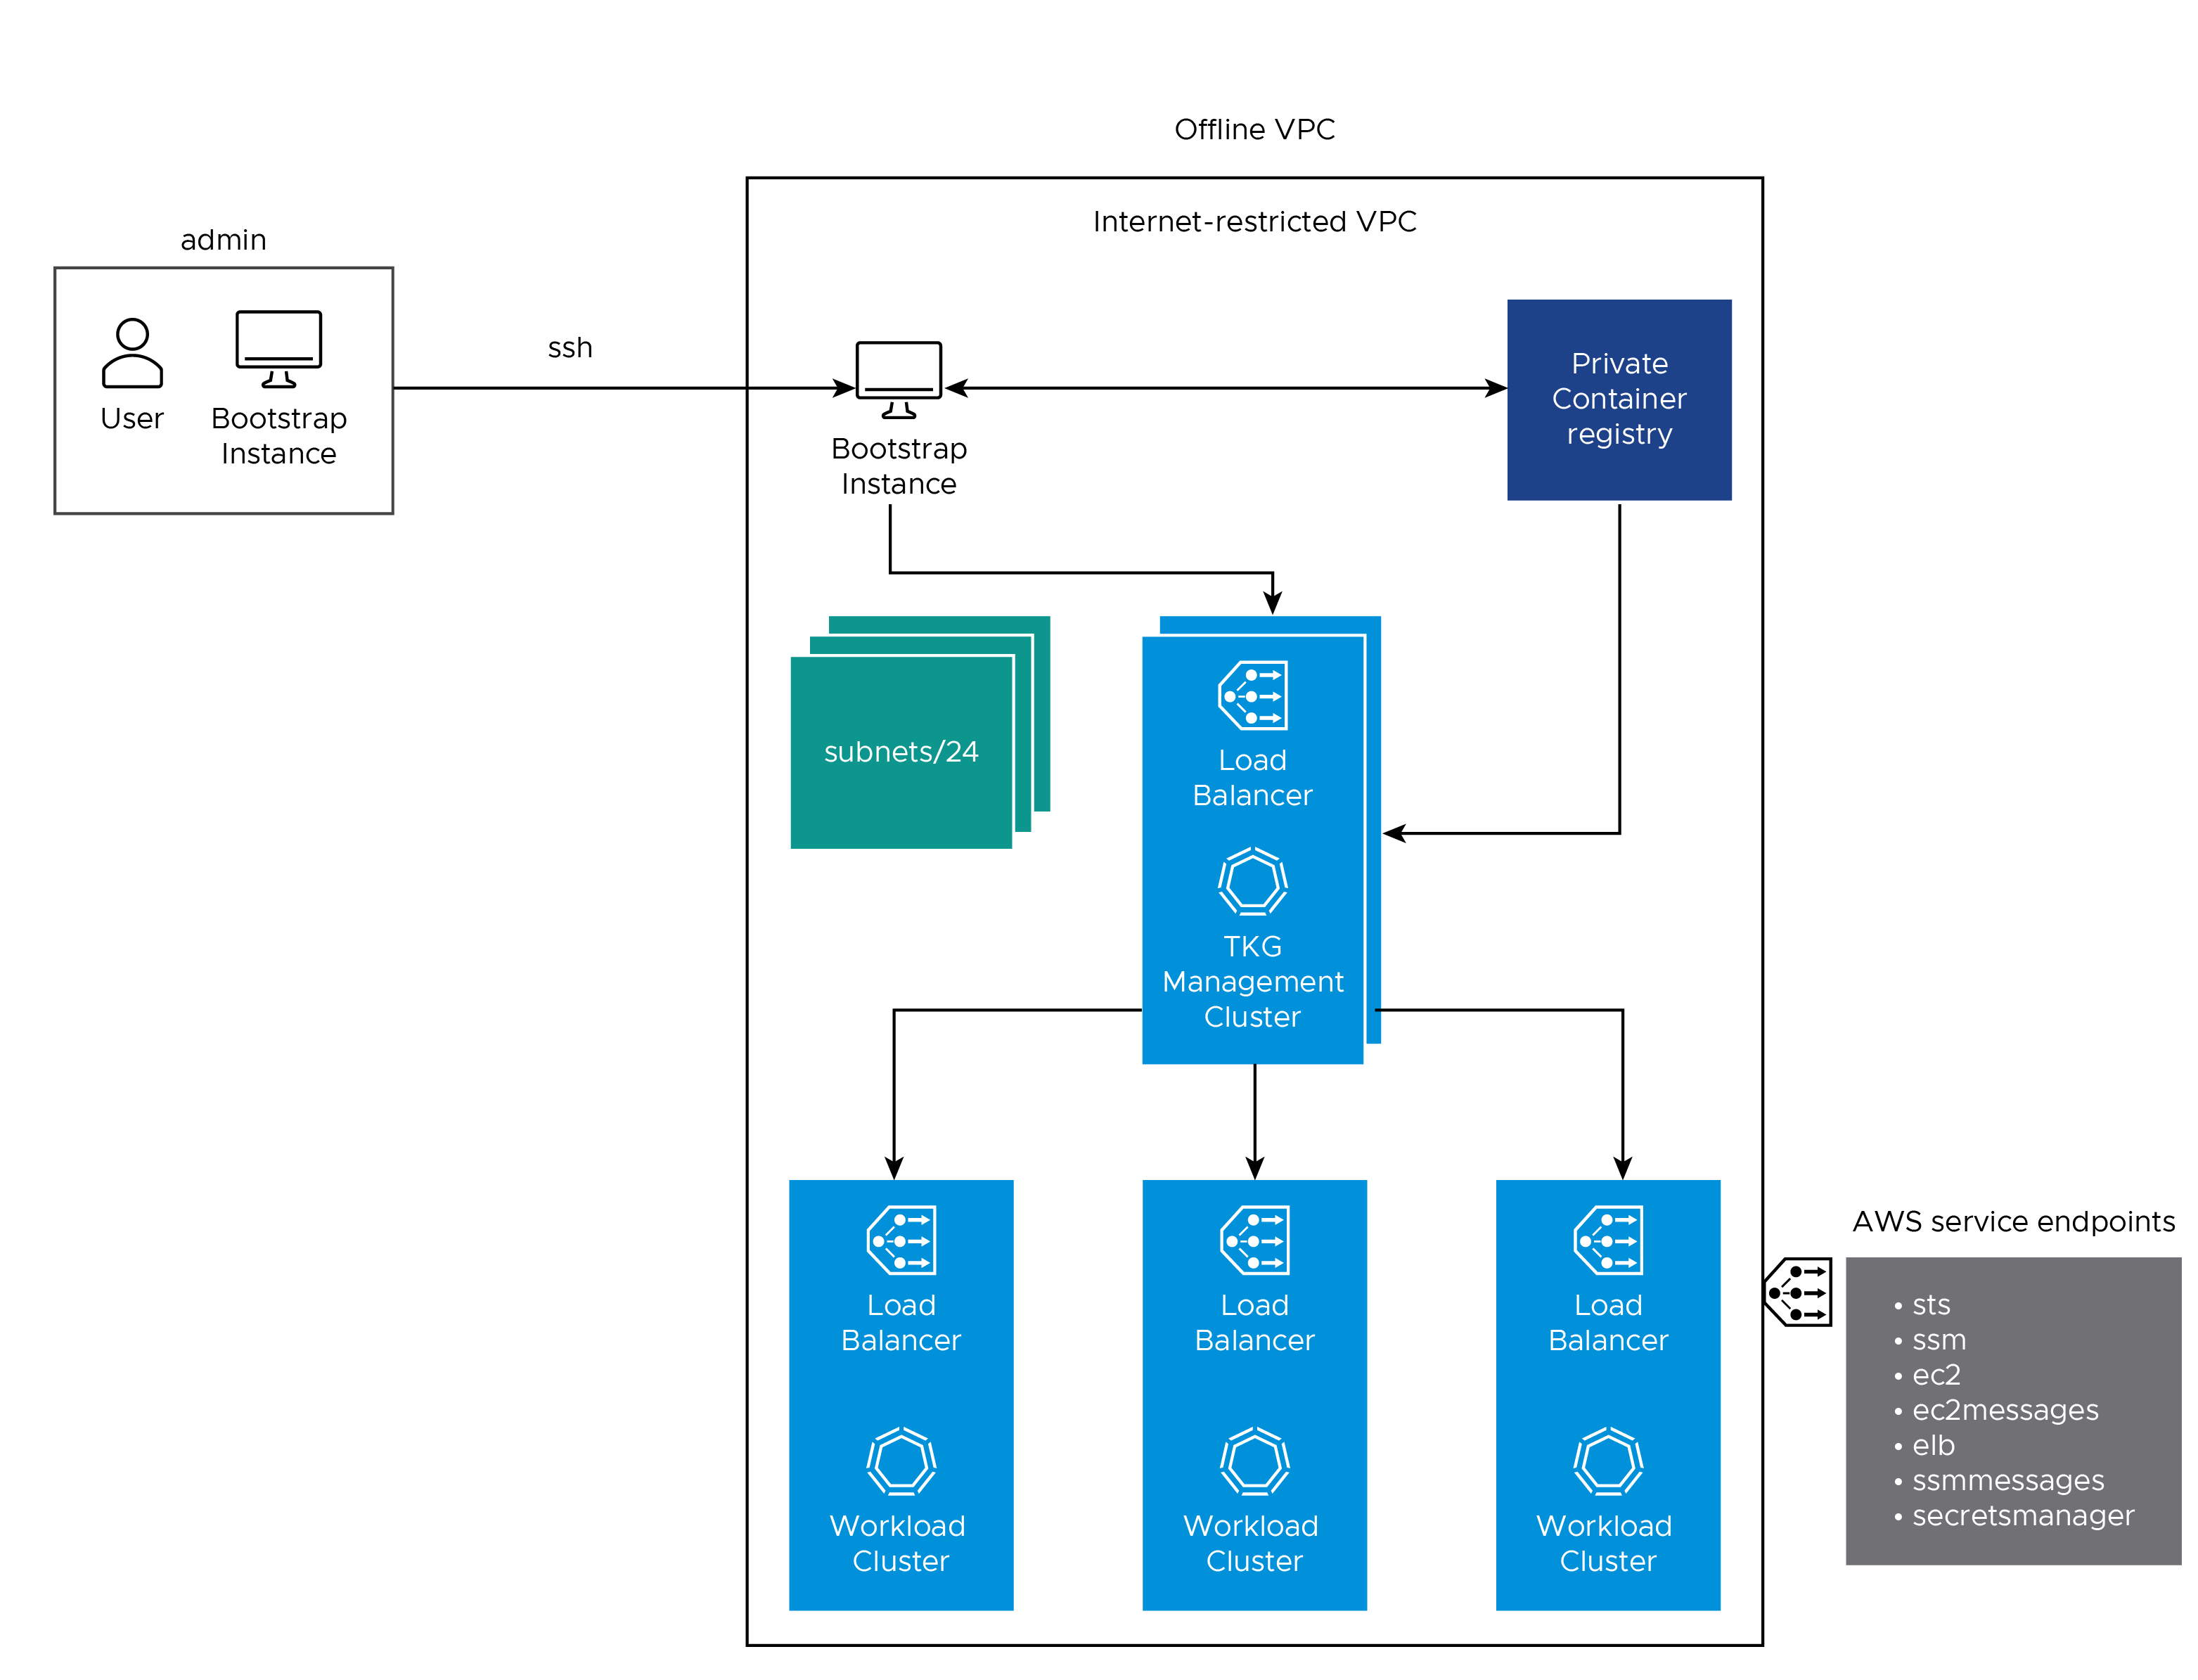 Offline VPC
Internet-restricted VPC
admin
User
Bootstrap
Instance
ssh
Bootstrap
Instance
Private
Container
registry
subnets/24
Load
Balancer
TKG
Management
Cluster
Load
Balancer
Workload
Cluster
Load
Balancer
Workload
Cluster
Load
Balancer
Workload
Cluster
AWS service endpoints
• sts
• ssm
• ec2
• ec2messages
• elb
• ssmmessages
• secretsmanager